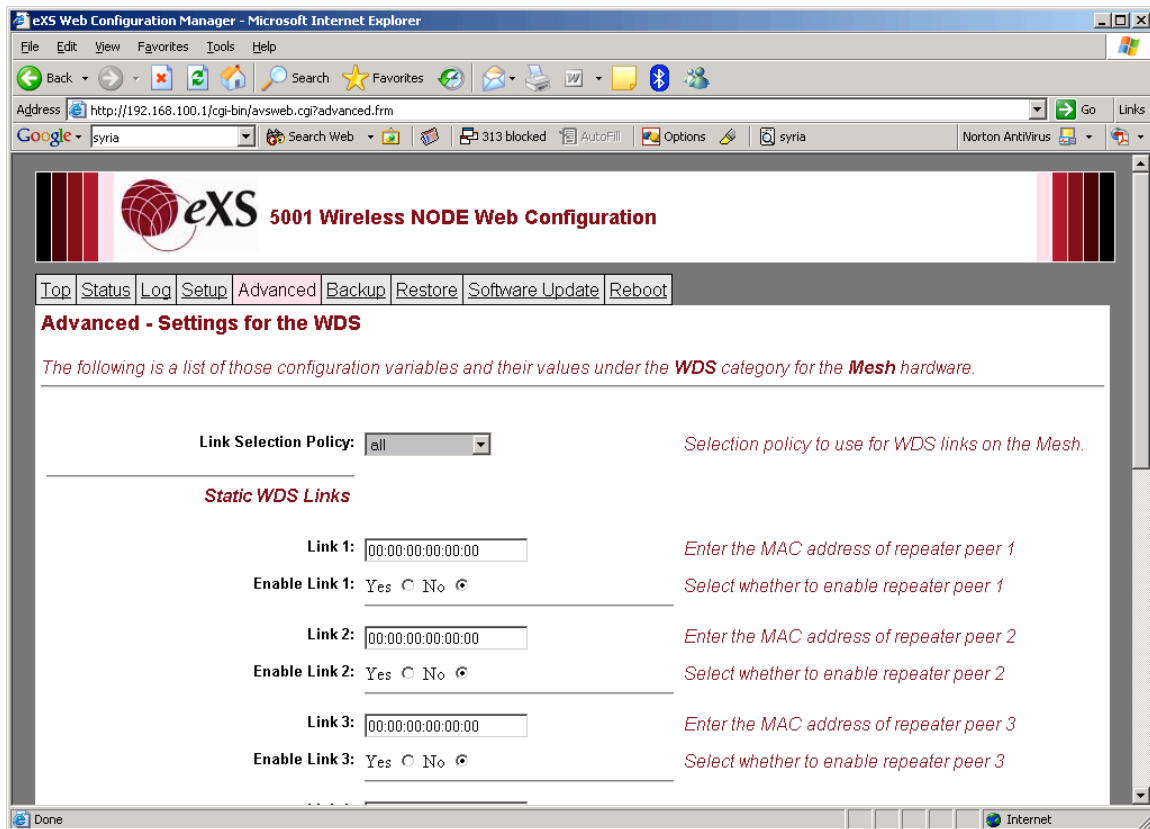 eXS Web Configuration Manager - Microsoft Internet Explorer
File Edit View Favorites Tools Help
Back Search Favorites
Address http://192.168.100.1/cgi-bin/avsweb.cgi?advanced.frm Go Links
Google syria Search Web 313 blocked AutoFill Options syria Norton AntiVirus
eXS 5001 Wireless NODE Web Configuration
Top Status Log Setup Advanced Backup Restore Software Update Reboot
Advanced - Settings for the WDS
The following is a list of those configuration variables and their values under the WDS category for the Mesh hardware.
Link Selection Policy: all Selection policy to use for WDS links on the Mesh.
Static WDS Links
Link 1: 00:00:00:00:00:00 Enter the MAC address of repeater peer 1
Enable Link 1: Yes No Select whether to enable repeater peer 1
Link 2: 00:00:00:00:00:00 Enter the MAC address of repeater peer 2
Enable Link 2: Yes No Select whether to enable repeater peer 2
Link 3: 00:00:00:00:00:00 Enter the MAC address of repeater peer 3
Enable Link 3: Yes No Select whether to enable repeater peer 3
Done Internet